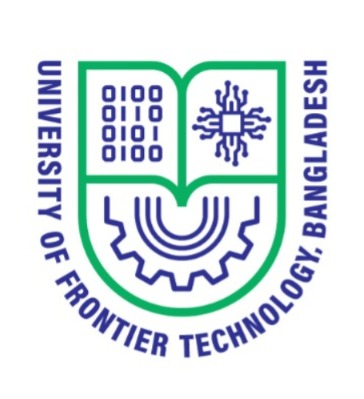 UNIVERSITY OF FRONTIER TECHNOLOGY, BANGLADESH
0100
0110
0101
0100